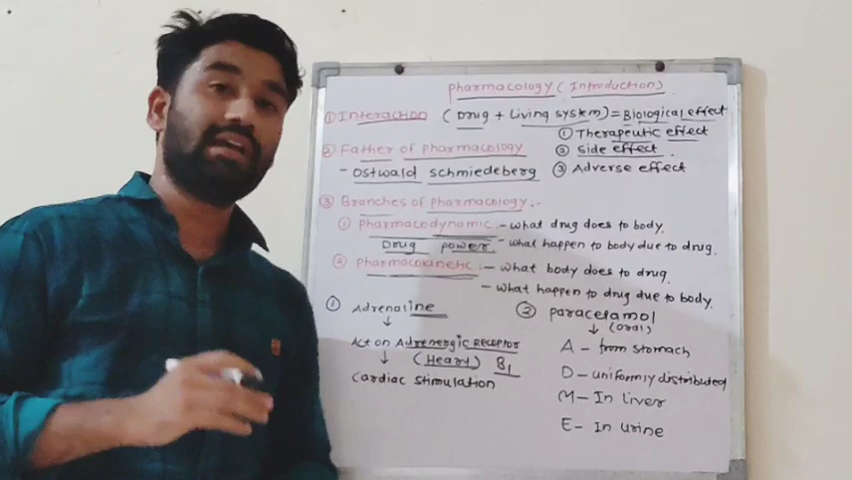 Pharmacology (Introduction)
① Interaction (Drug + Living system) = Biological effect
① Therapeutic effect
② Side effect.
③ Adverse effect
② Father of pharmacology
- Ostwald schmiedeberg
③ Branches of pharmacology :-
① Pharmacodynamic :- what drug does to body.
Drug power - what happen to body due to drug.
② Pharmacokinetic :- what body does to drug.
- what happen to drug due to body.
① Adrenaline
↓
Act on Adrenergic Receptor
↓ (Heart) B1
Cardiac stimulation
② paracetamol
↓ (oral)
A - from stomach
D - uniformly distributed
M - In liver
E - In urine